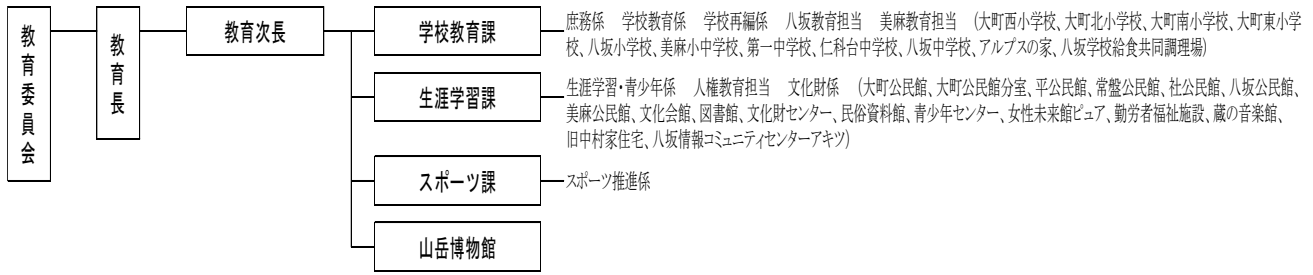 教育委員会
教育長
教育次長
学校教育課
庶務係　学校教育係　学校再編係　八坂教育担当　美麻教育担当　(大町西小学校、大町北小学校、大町南小学校、大町東小学
校、八坂小学校、美麻小中学校、第一中学校、仁科台中学校、八坂中学校、アルプスの家、八坂学校給食共同調理場)
生涯学習課
生涯学習・青少年係　人権教育担当　文化財係　(大町公民館、大町公民館分室、平公民館、常盤公民館、社公民館、八坂公民館、
美麻公民館、文化会館、図書館、文化財センター、民俗資料館、青少年センター、女性未来館ピュア、勤労者福祉施設、蔵の音楽館、
旧中村家住宅、八坂情報コミュニティセンターアキツ)
スポーツ課
スポーツ推進係
山岳博物館